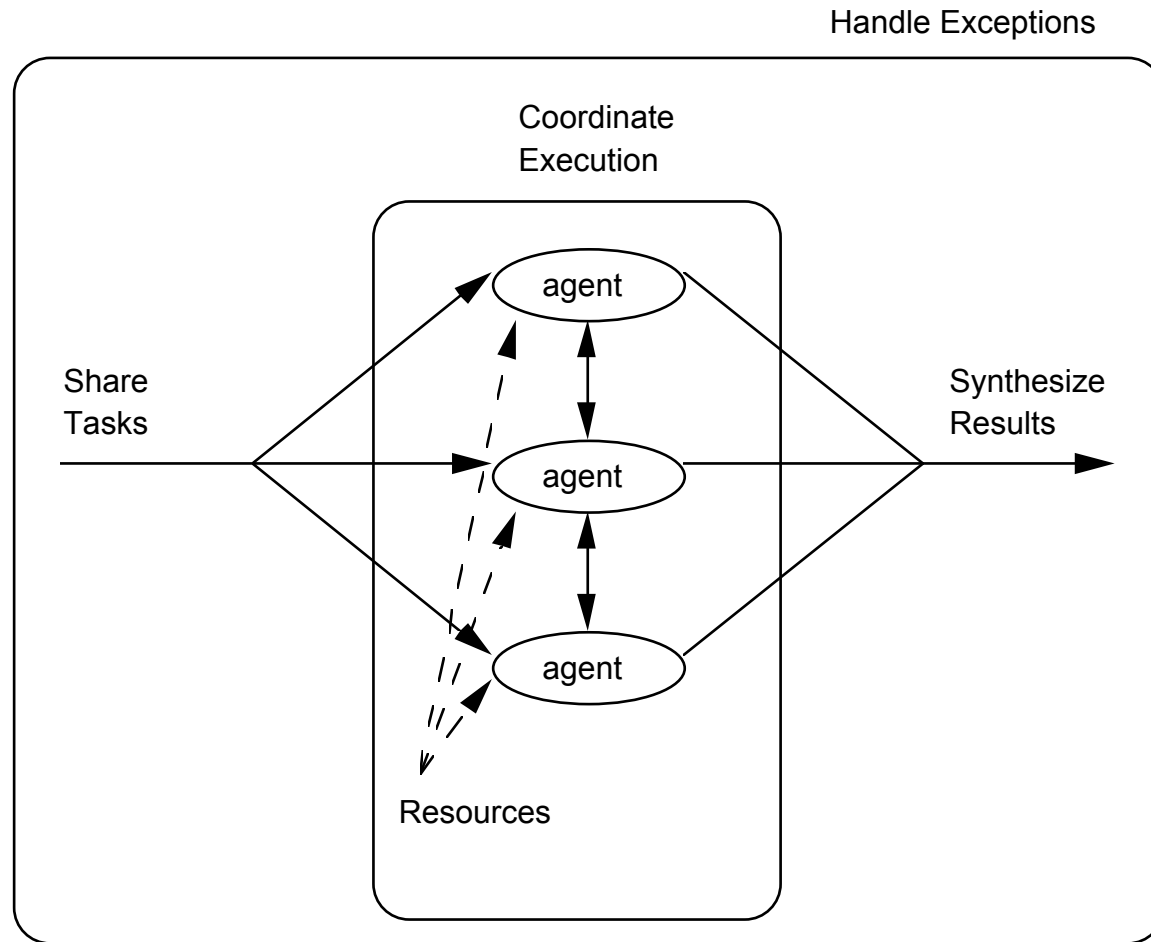 Handle Exceptions
Coordinate
Execution
agent
Share
Tasks
Synthesize
Results
agent
agent
Resources